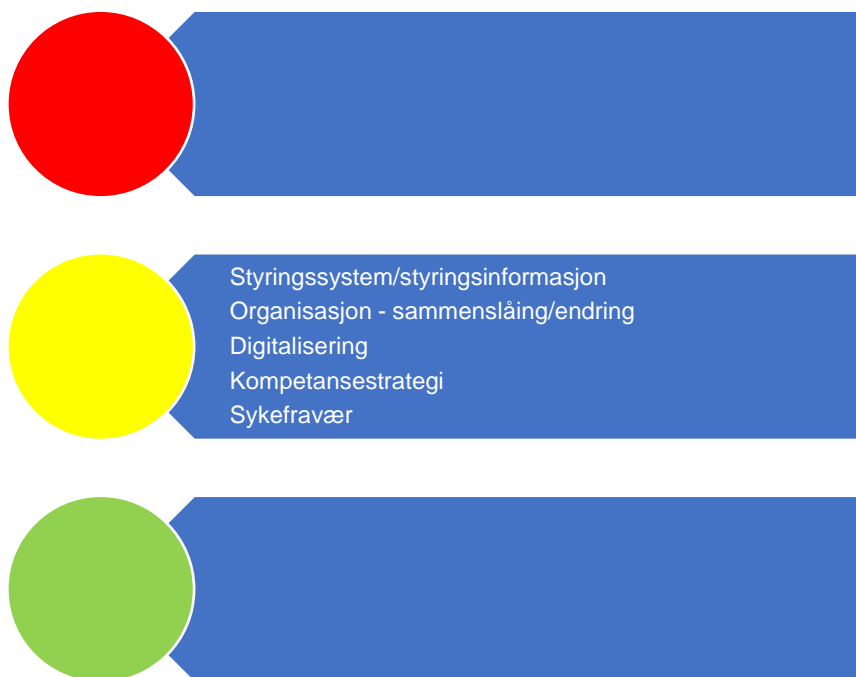 Styringssystem/styringsinformasjon
Organisasjon - sammenslåing/endring
Digitalisering
Kompetansestrategi
Sykefravær